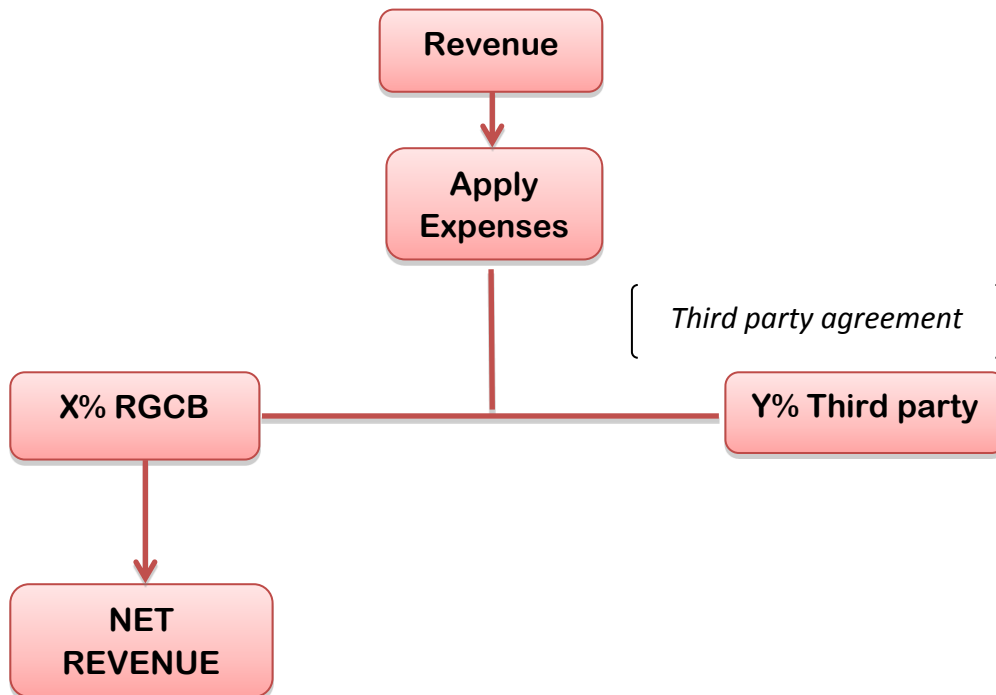 Revenue
Apply
Expenses
Third party agreement
X% RGCB
Y% Third party
NET
REVENUE